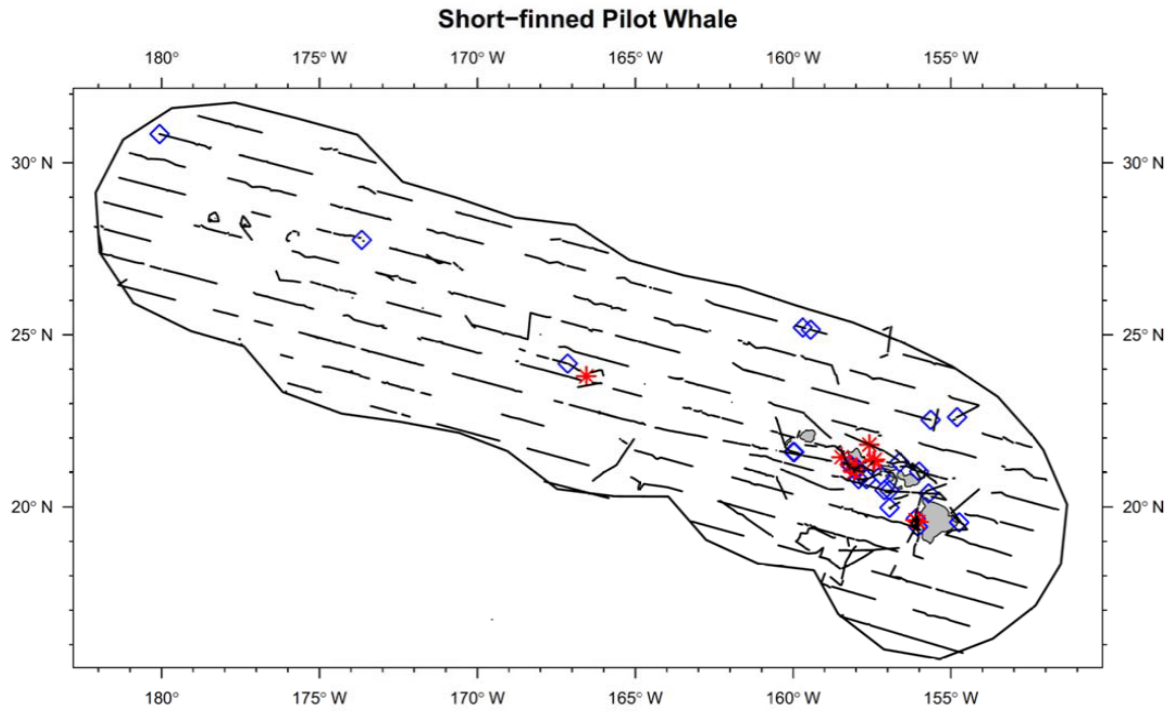 Short−finned Pilot Whale
180° 175° W 170° W 165° W 160° W 155° W
30° N 30° N
25° N 25° N
20° N 20° N
180° 175° W 170° W 165° W 160° W 155° W